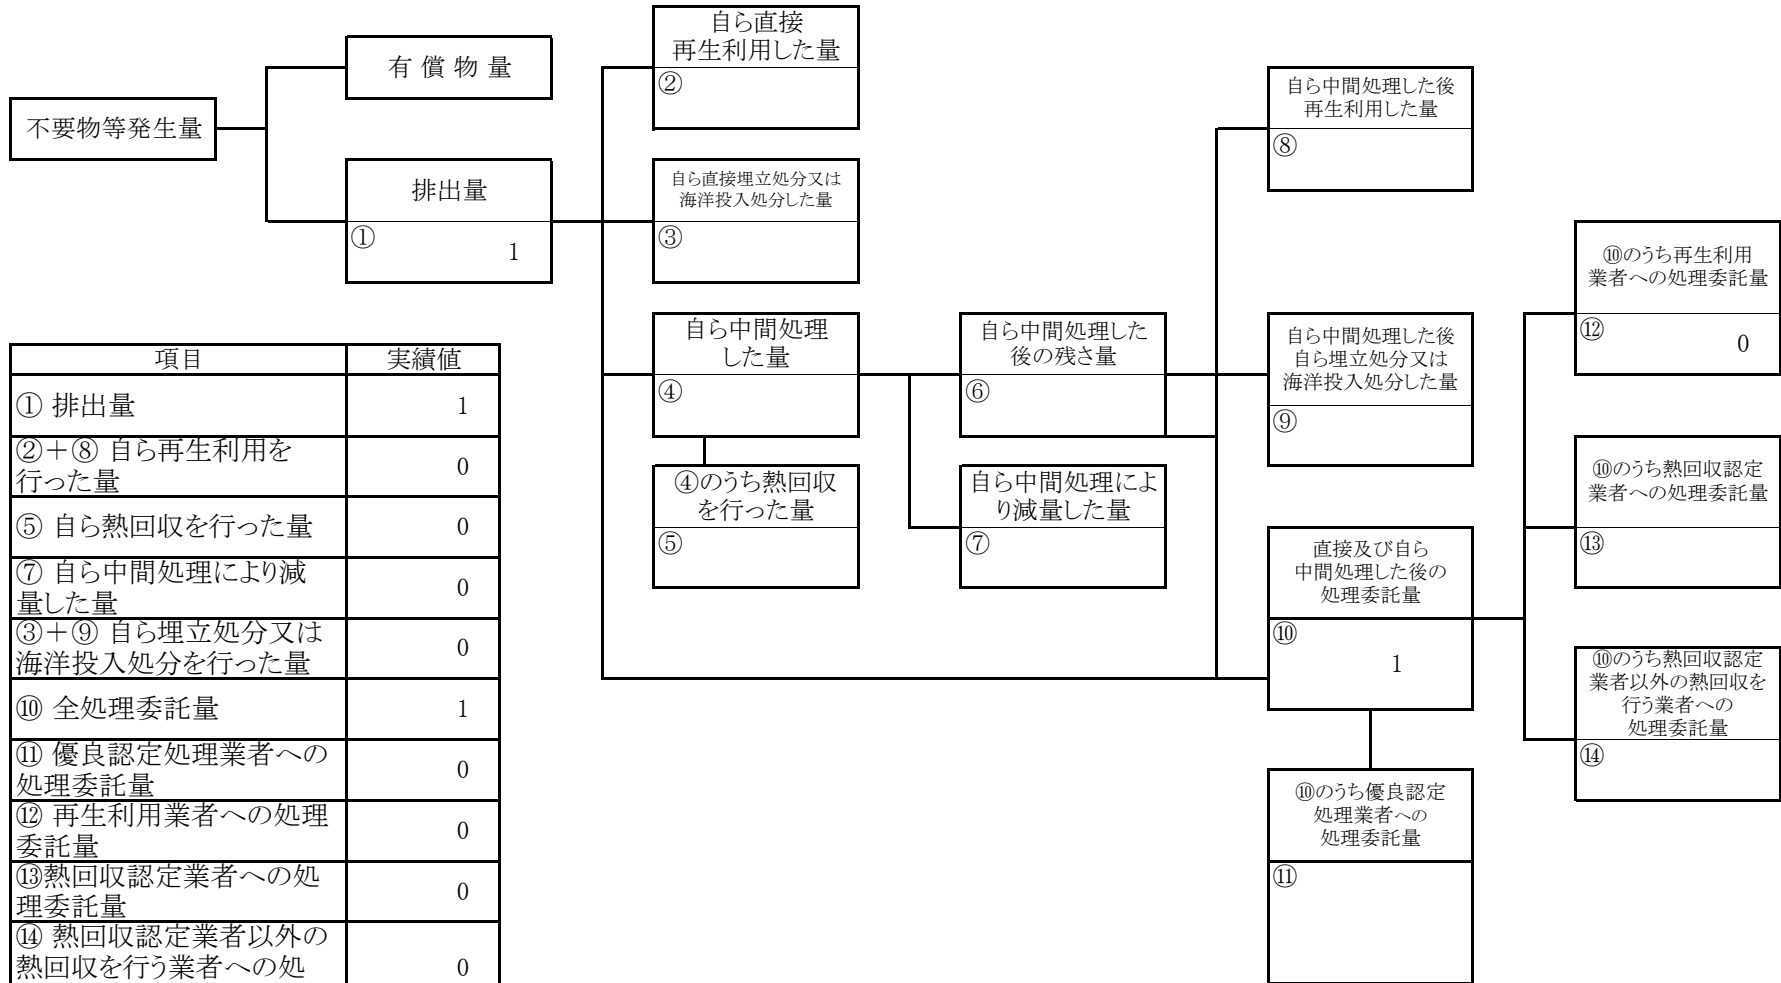 不要物等発生量
有 償 物 量
排出量
①
1
自ら直接
再生利用した量
②
自ら直接埋立処分又は
海洋投入処分した量
③
自ら中間処理
した量
④
④のうち熱回収
を行った量
⑤
自ら中間処理した
後の残さ量
⑥
自ら中間処理によ
り減量した量
⑦
自ら中間処理した後
再生利用した量
⑧
自ら中間処理した後
自ら埋立処分又は
海洋投入処分した量
⑨
直接及び自ら
中間処理した後の
処理委託量
⑩
1
⑩のうち優良認定
処理業者への
処理委託量
⑪
⑩のうち再生利用
業者への処理委託量
⑫
0
⑩のうち熱回収認定
業者への処理委託量
⑬
⑩のうち熱回収認定
業者以外の熱回収を
行う業者への
処理委託量
⑭
項目 実績値
① 排出量 1
②+⑧ 自ら再生利用を
行った量 0
⑤ 自ら熱回収を行った量 0
⑦ 自ら中間処理により減
量した量 0
③+⑨ 自ら埋立処分又は
海洋投入処分を行った量 0
⑩ 全処理委託量 1
⑪ 優良認定処理業者への
処理委託量 0
⑫ 再生利用業者への処理
委託量 0
⑬熱回収認定業者への処
理委託量 0
⑭ 熱回収認定業者以外の
熱回収を行う業者への処 0